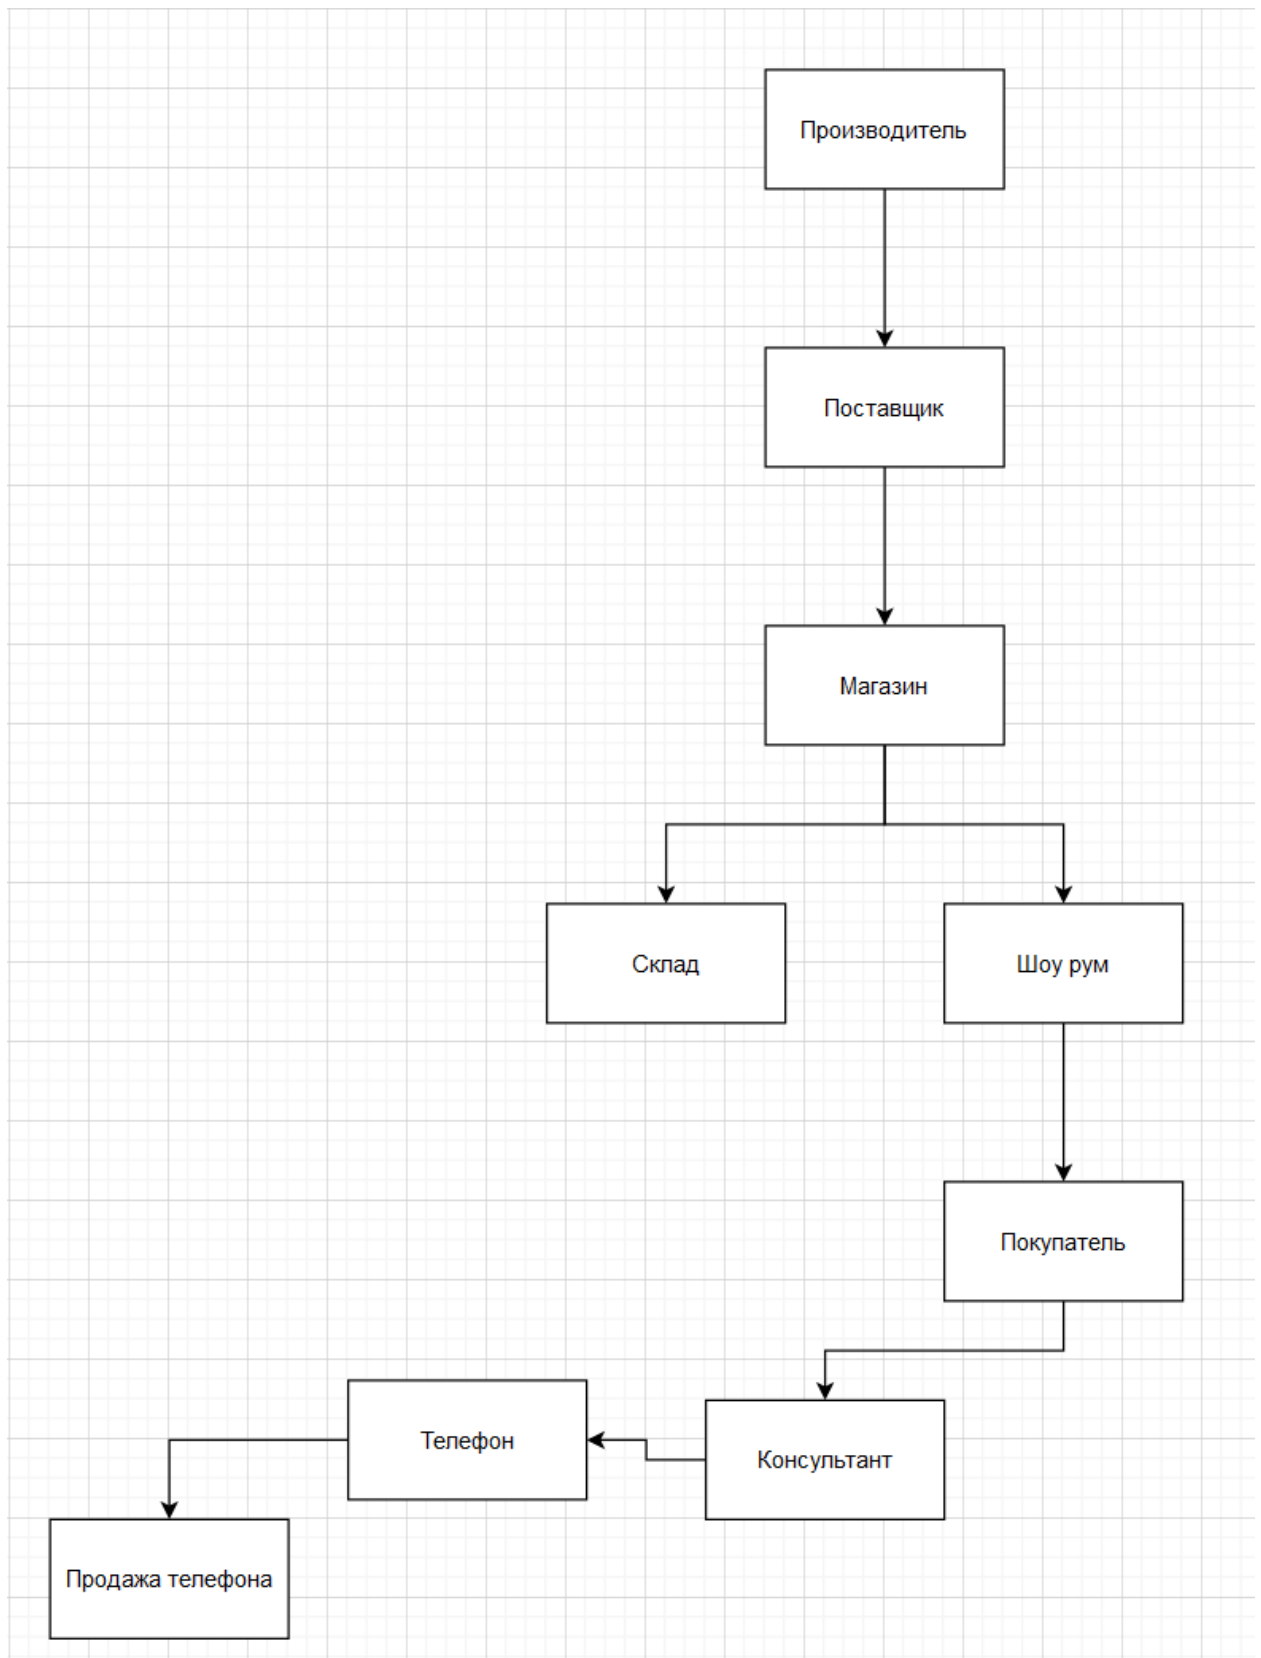 Производитель
Поставщик
Магазин
Склад
Шоу рум
Покупатель
Консультант
Телефон
Продажа телефона